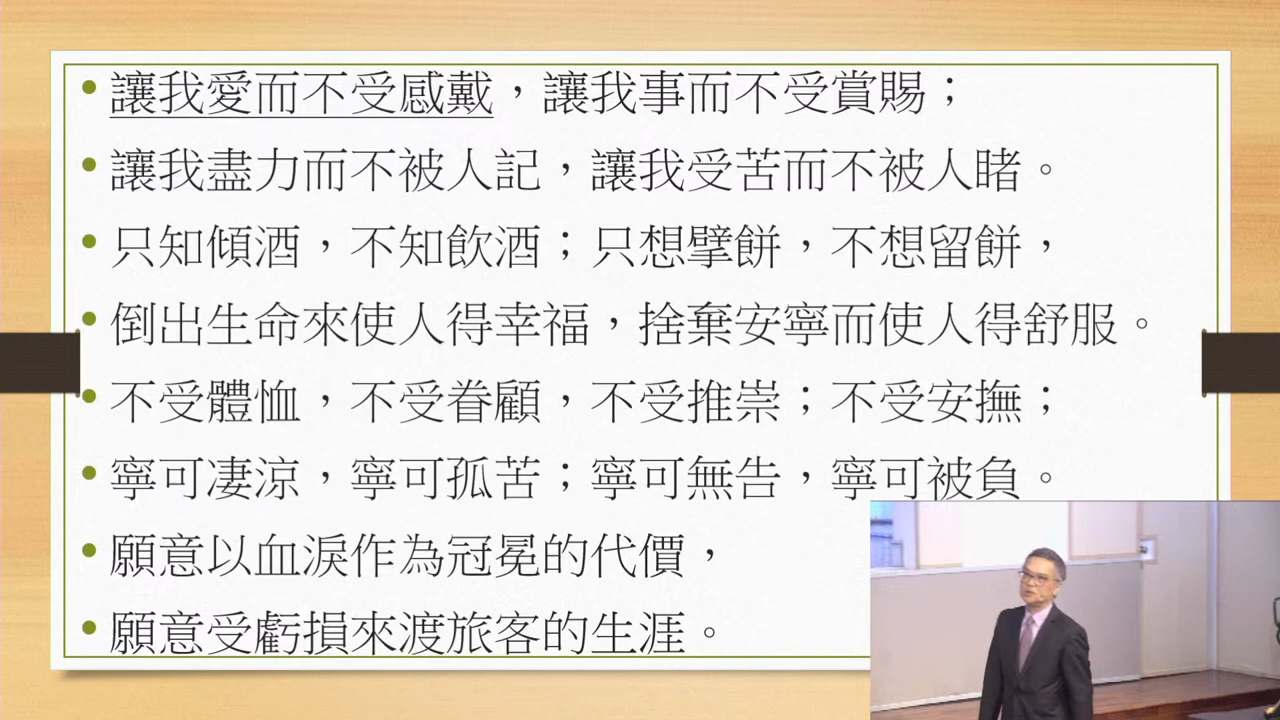 • 讓我愛而不受感戴，讓我事而不受賞賜；
• 讓我盡力而不被人記，讓我受苦而不被人睹。
• 只知傾酒，不知飲酒；只想擘餅，不想留餅，
• 倒出生命來使人得幸福，捨棄安寧而使人得舒服。
• 不受體恤，不受眷顧，不受推崇；不受安撫；
• 寧可凄涼，寧可孤苦；寧可無告，寧可被負。
• 願意以血淚作為冠冕的代價，
• 願意受虧損來渡旅客的生涯。